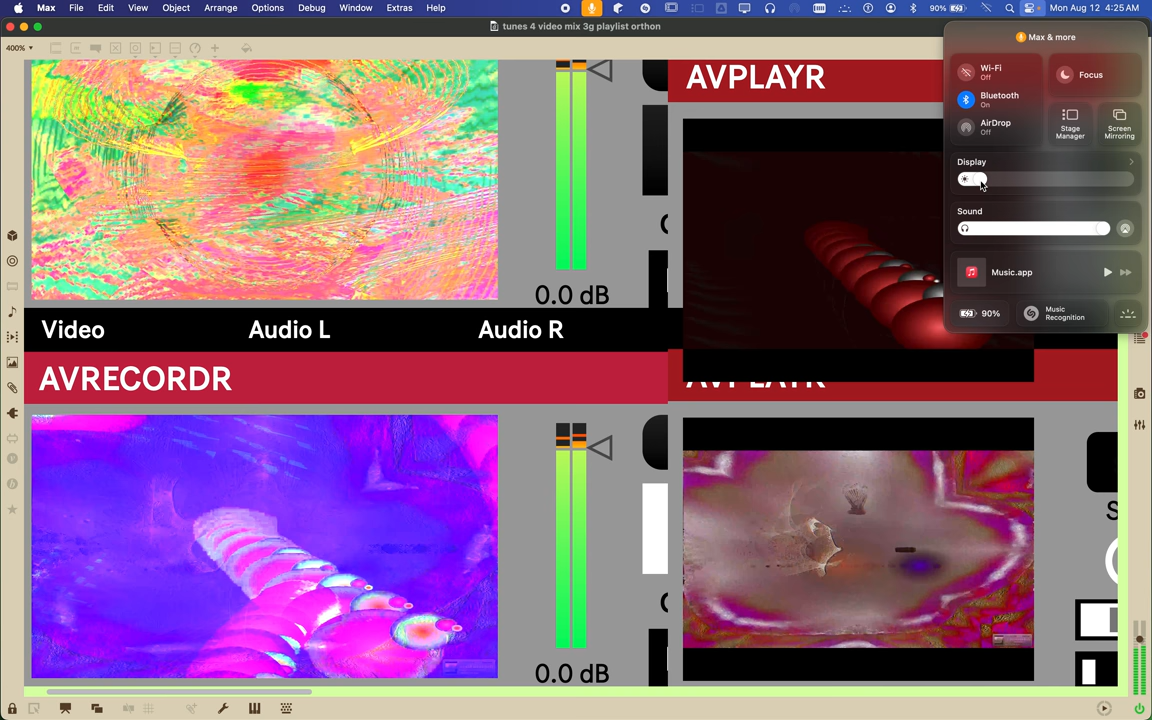 Max File Edit View Object Arrange Options Debug Window Extras Help
90% Mon Aug 12 4:25 AM
tunes 4 video mix 3g playlist orthon
400%
Max & more
Wi-Fi
Off
Focus
Bluetooth
On
AirDrop
Off
Stage
Manager
Screen
Mirroring
Display
Sound
Music.app
90%
Music
Recognition
AVPLAYR
0.0 dB
Video Audio L Audio R
AVRECORDR
AVPLAYR
0.0 dB